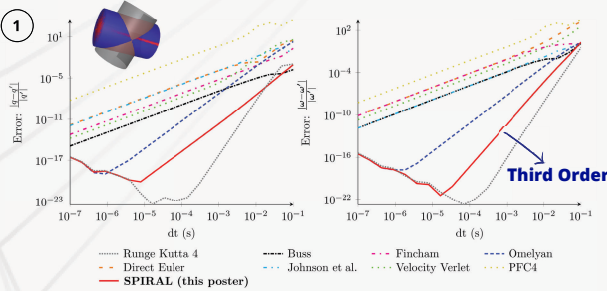 1
Error: |q−q′| / |q′|
10^1
10^−5
10^−11
10^−17
10^−23
10^−7 10^−6 10^−5 10^−4 10^−3 10^−2 10^−1
dt (s)
Error: |ω−ω′| / |ω′|
10^2
10^−4
10^−10
10^−16
10^−22
10^−7 10^−6 10^−5 10^−4 10^−3 10^−2 10^−1
dt (s)
Third Order
Runge Kutta 4 Buss Fincham Omelyan
Direct Euler Johnson et al. Velocity Verlet PFC4
SPIRAL (this poster)